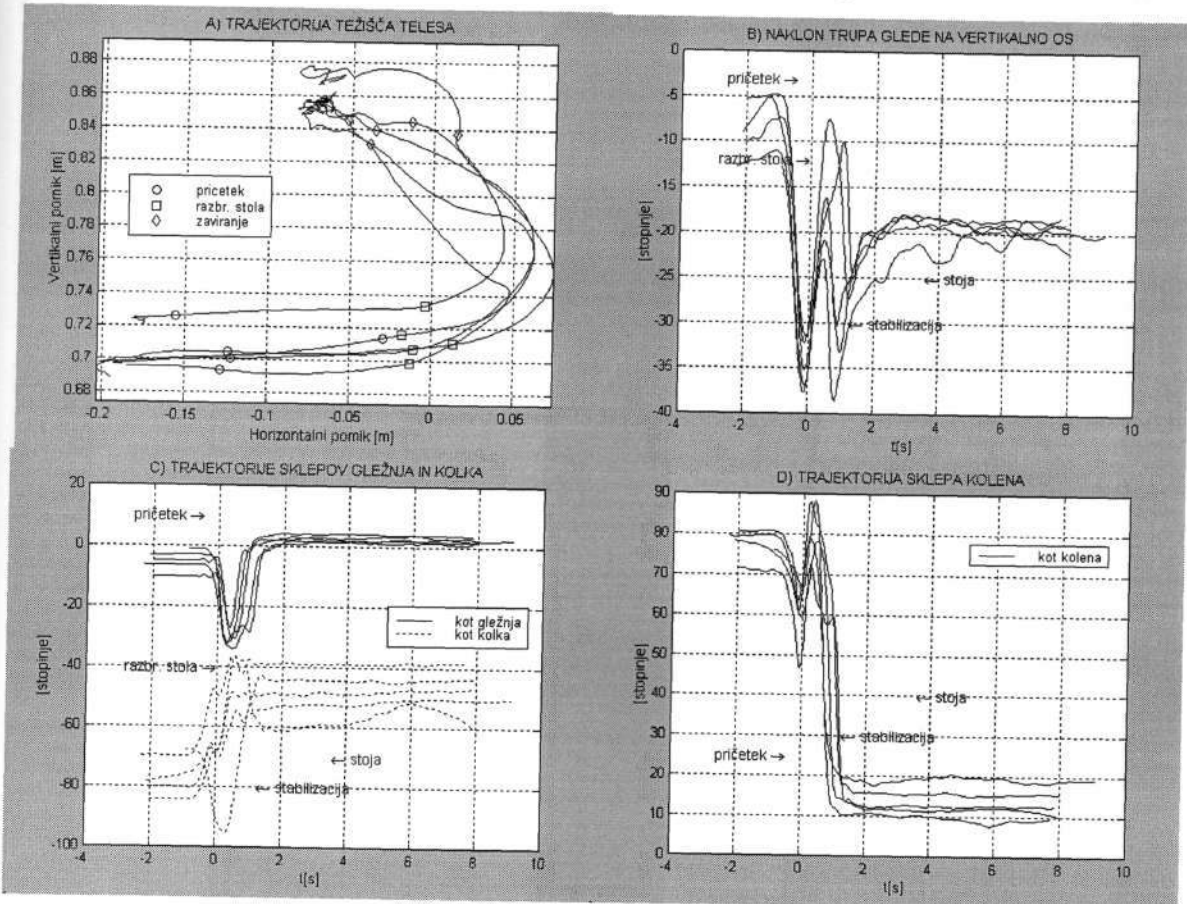 A) TRAJEKTORIJA TEŽIŠČA TELESA
Vertikalni pomik [m]
0.88
0.86
0.84
0.82
0.8
0.78
0.76
0.74
0.72
0.7
0.68
pricetek
razbr. stola
zaviranje
-0.2
-0.15
-0.1
-0.05
0
0.05
Horizontalni pomik [m]
B) NAKLON TRUPA GLEDE NA VERTIKALNO OS
[stopinje]
0
-5
-10
-15
-20
-25
-30
-35
-40
pričetek →
razbr. stola →
← stoja
← stabilizacija
-4
-2
0
2
4
6
8
10
t[s]
C) TRAJEKTORIJE SKLEPOV GLEŽNJA IN KOLKA
[stopinje]
20
0
-20
-40
-60
-80
-100
pričetek →
kot gležnja
kot kolka
razbr. stola →
← stoja
← stabilizacija
-4
-2
0
2
4
6
8
10
t[s]
D) TRAJEKTORIJA SKLEPA KOLENA
[stopinje]
90
80
70
60
50
40
30
20
10
0
kot kolena
← stoja
← stabilizacija
pričetek →
-4
-2
0
2
4
6
8
10
t[s]